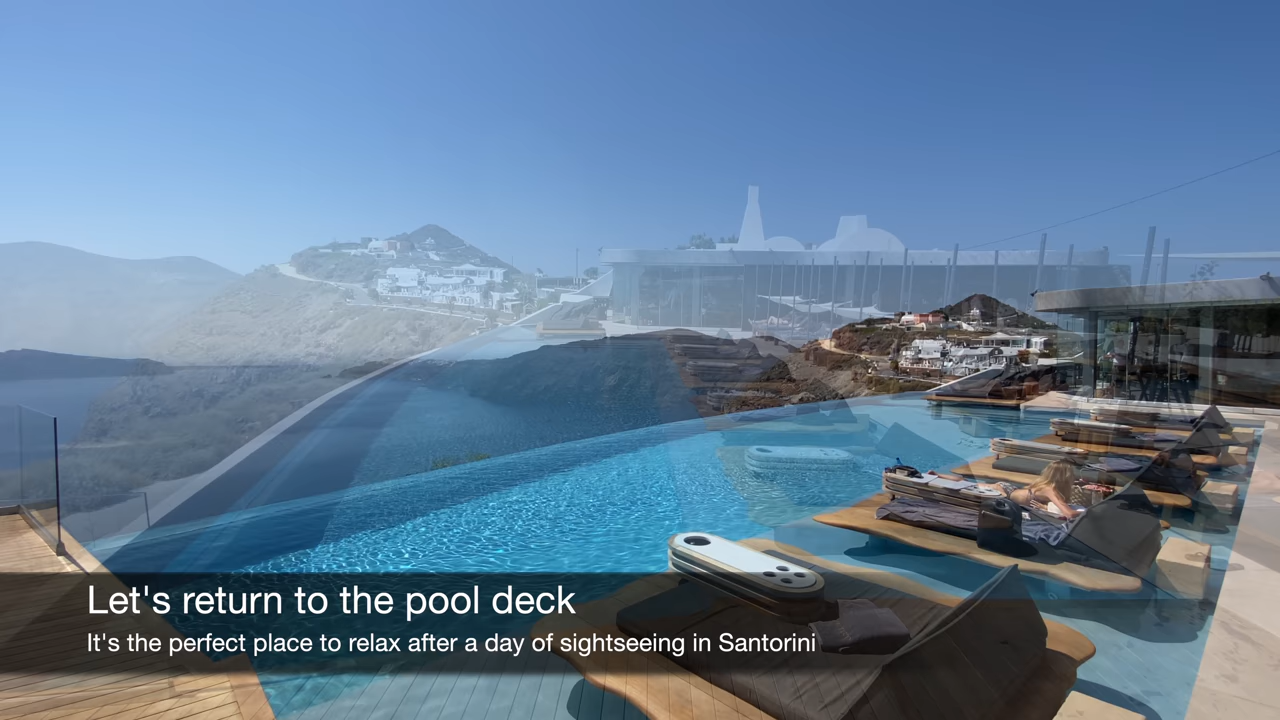 Let's return to the pool deck
It's the perfect place to relax after a day of sightseeing in Santorini